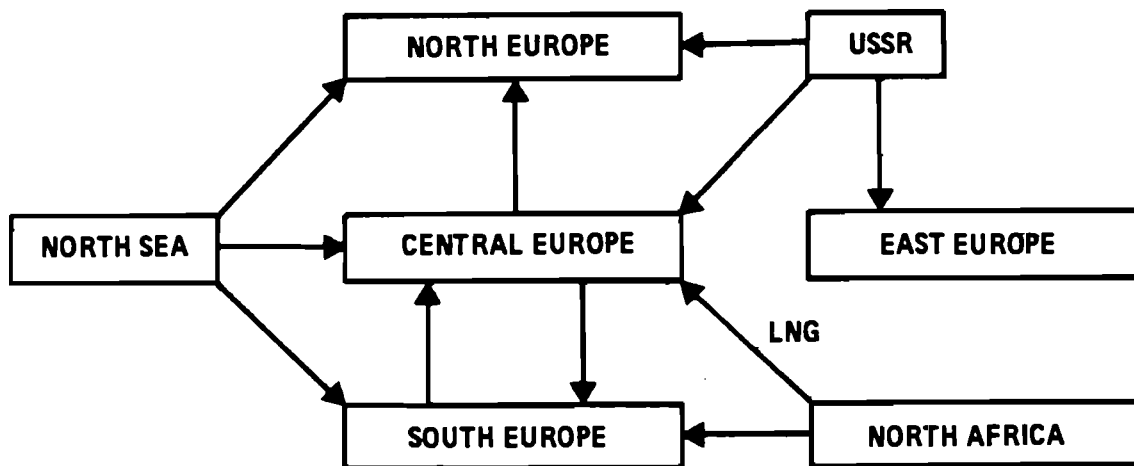 NORTH EUROPE
USSR
NORTH SEA
CENTRAL EUROPE
EAST EUROPE
LNG
SOUTH EUROPE
NORTH AFRICA